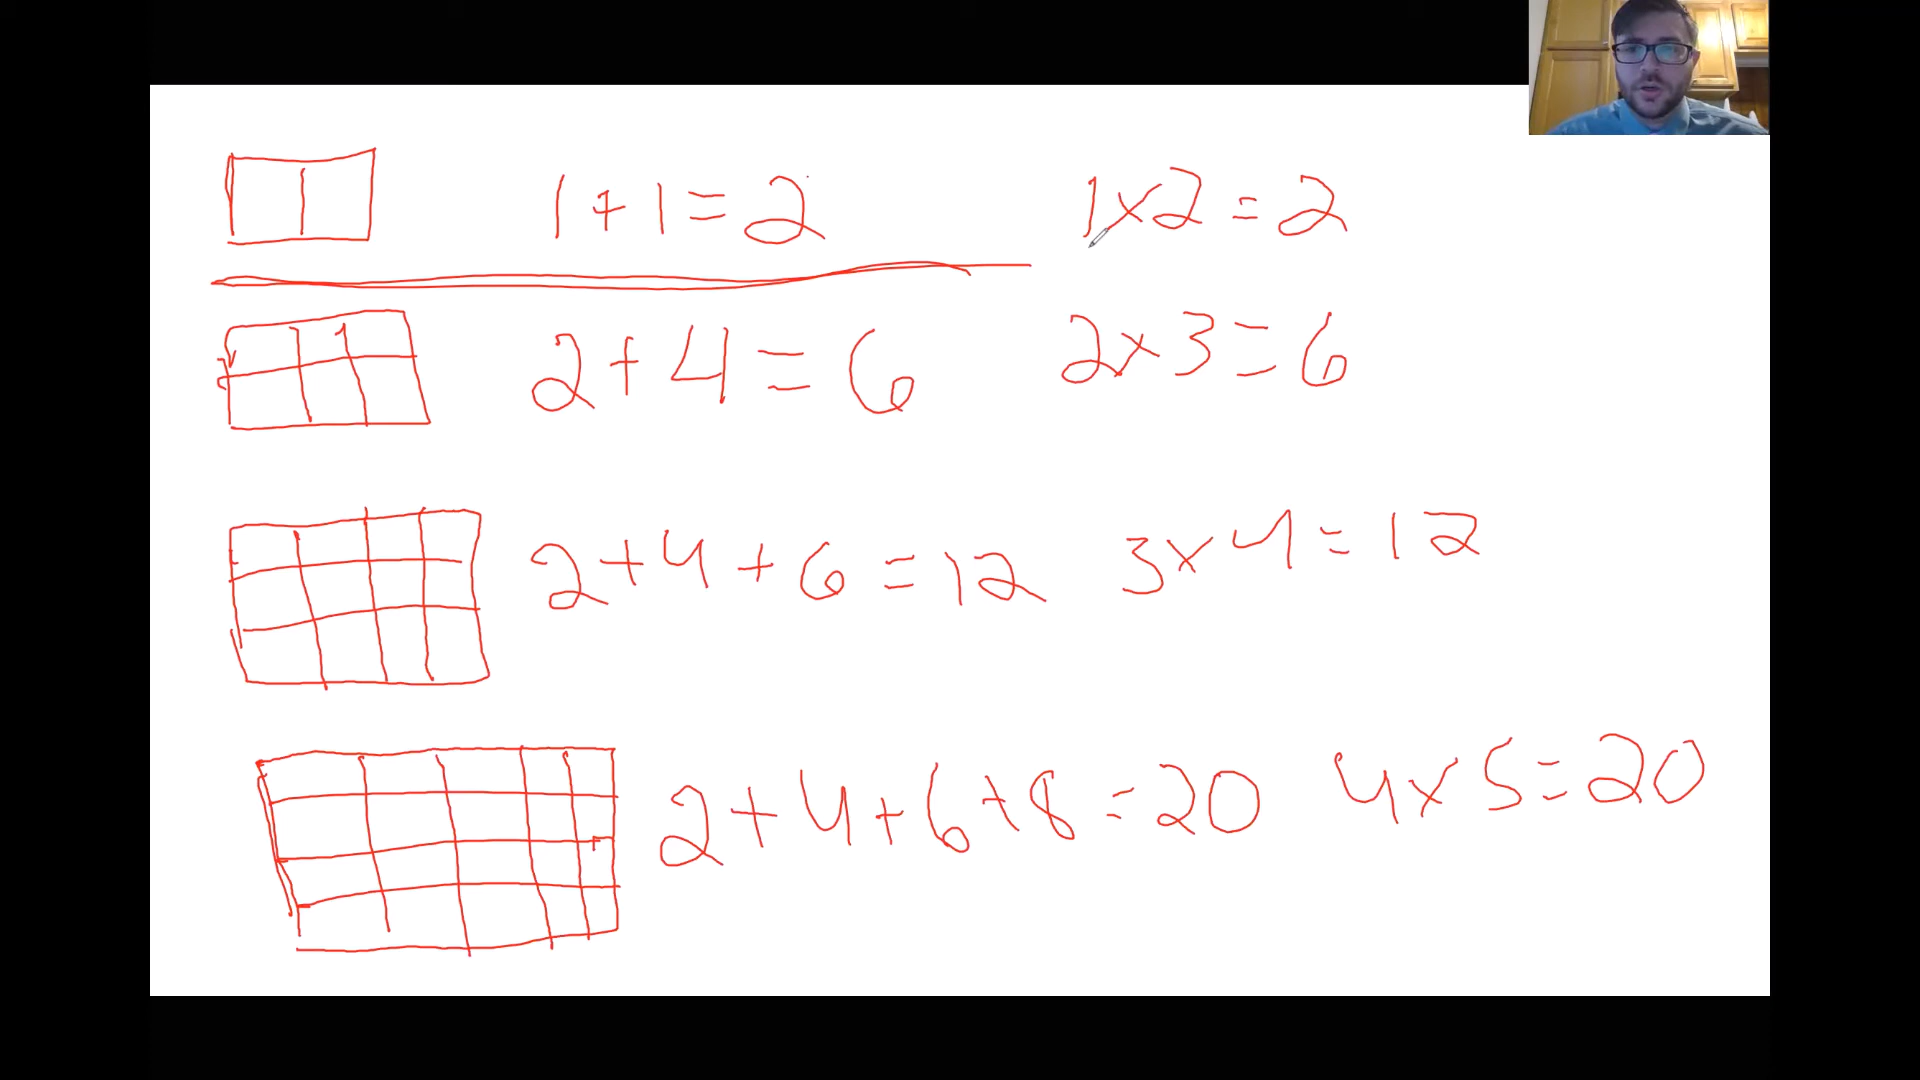 1 + 1 = 2 1 x 2 = 2
2 + 4 = 6 2 x 3 = 6
2 + 4 + 6 = 12 3 x 4 = 12
2 + 4 + 6 + 8 = 20 4 x 5 = 20